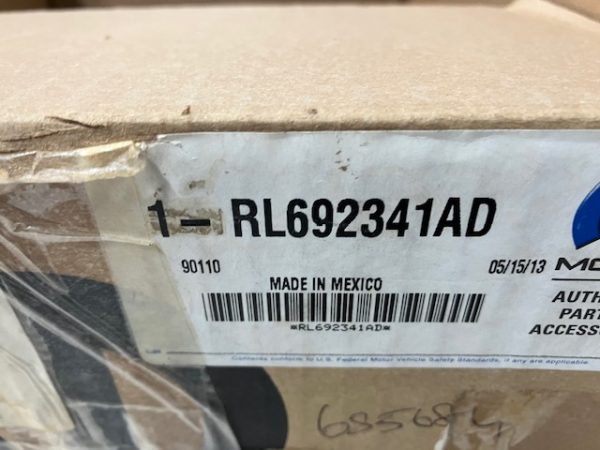 1- RL692341AD
90110
05/15/13
MADE IN MEXICO
*RL692341AD*
MO
AUTH
PART
ACCESSO
Contents conform to U.S. Federal Motor Vehicle Safety Standards, if any are applicable.
685684